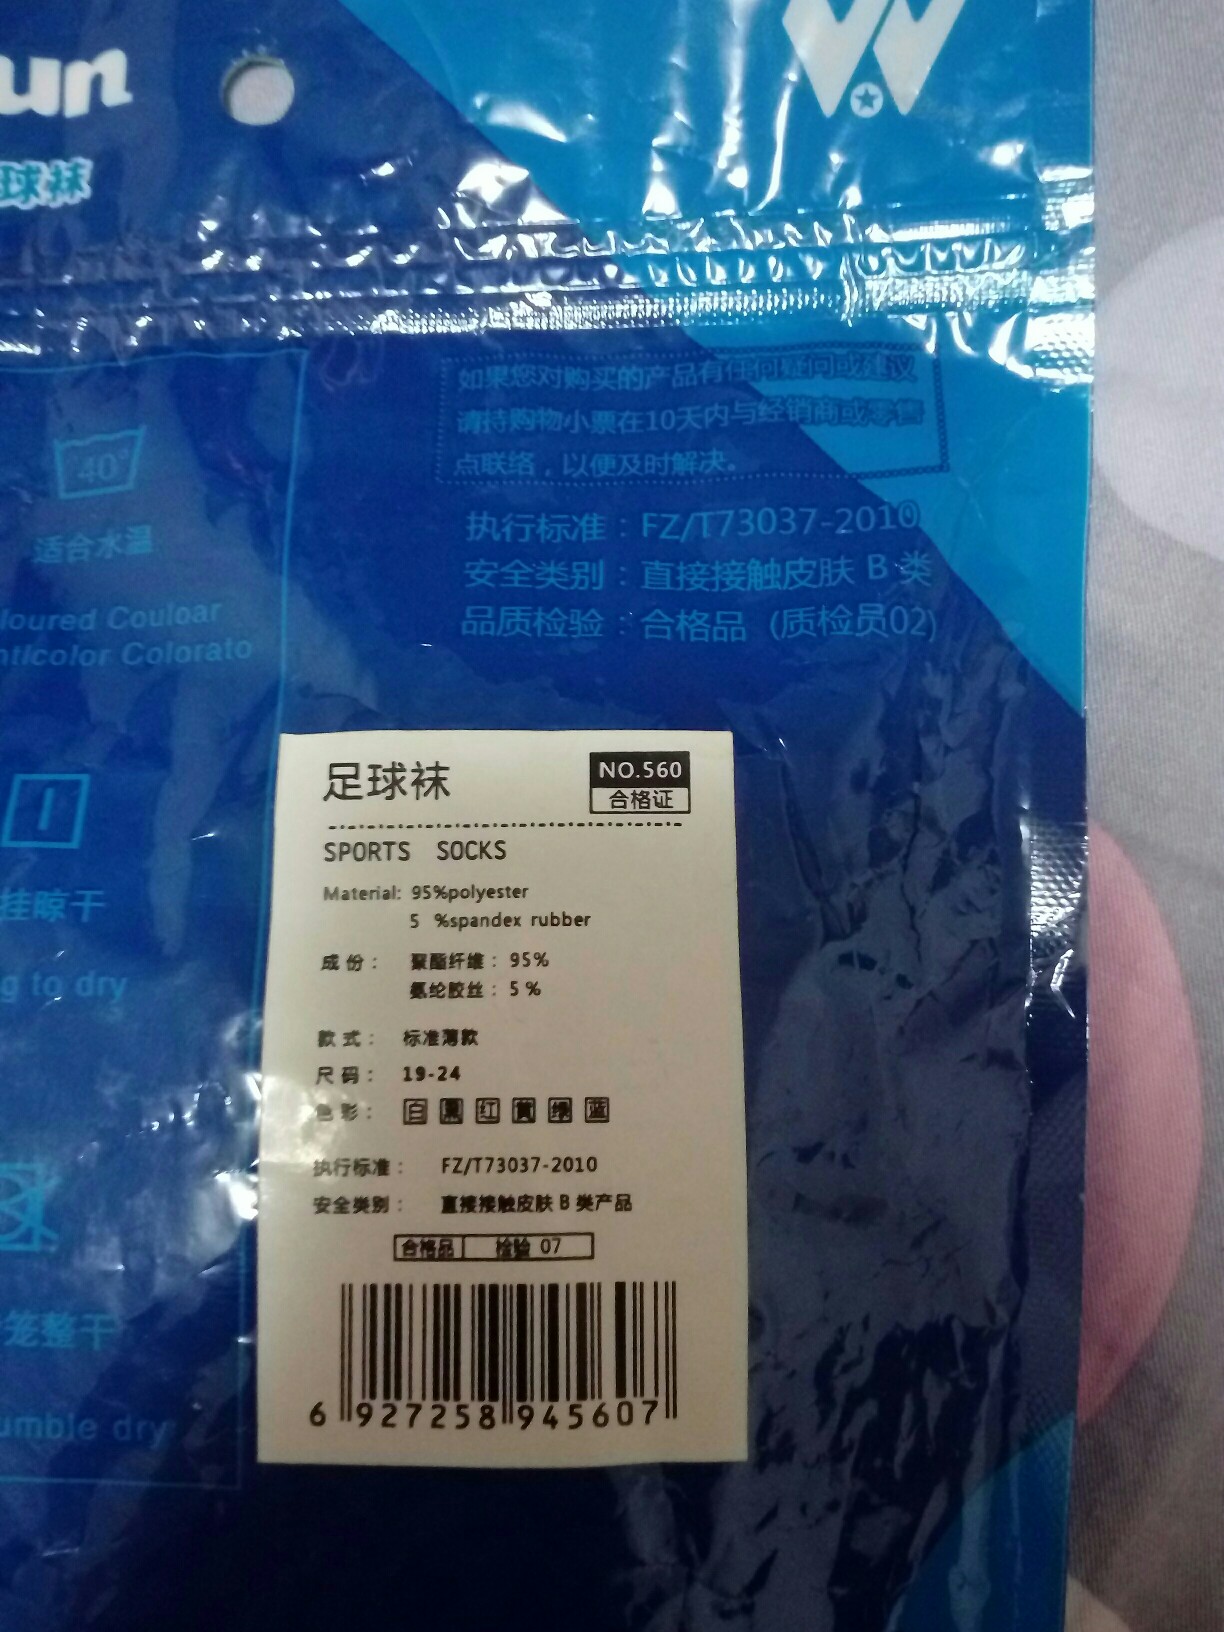 un
球袜
如果您对购买的产品有任何疑问或建议
请持购物小票在10天内与经销商或零售
点联络，以便及时解决。
40°
适合水温
执行标准：FZ/T73037-2010
安全类别：直接接触皮肤 B 类
品质检验：合格品 (质检员02)
loured Couloar
nticolor Colorato
挂晾干
g to dry
笼整干
umble dry
足球袜
NO.560
合格证
SPORTS SOCKS
Material: 95%polyester
5 %spandex rubber
成份： 聚酯纤维：95%
氨纶胶丝：5 %
款式： 标准薄款
尺码： 19-24
色彩： 白 黑 红 黄 绿 蓝
执行标准： FZ/T73037-2010
安全类别： 直接接触皮肤 B 类产品
合格品 检验 07
6 927258 945607